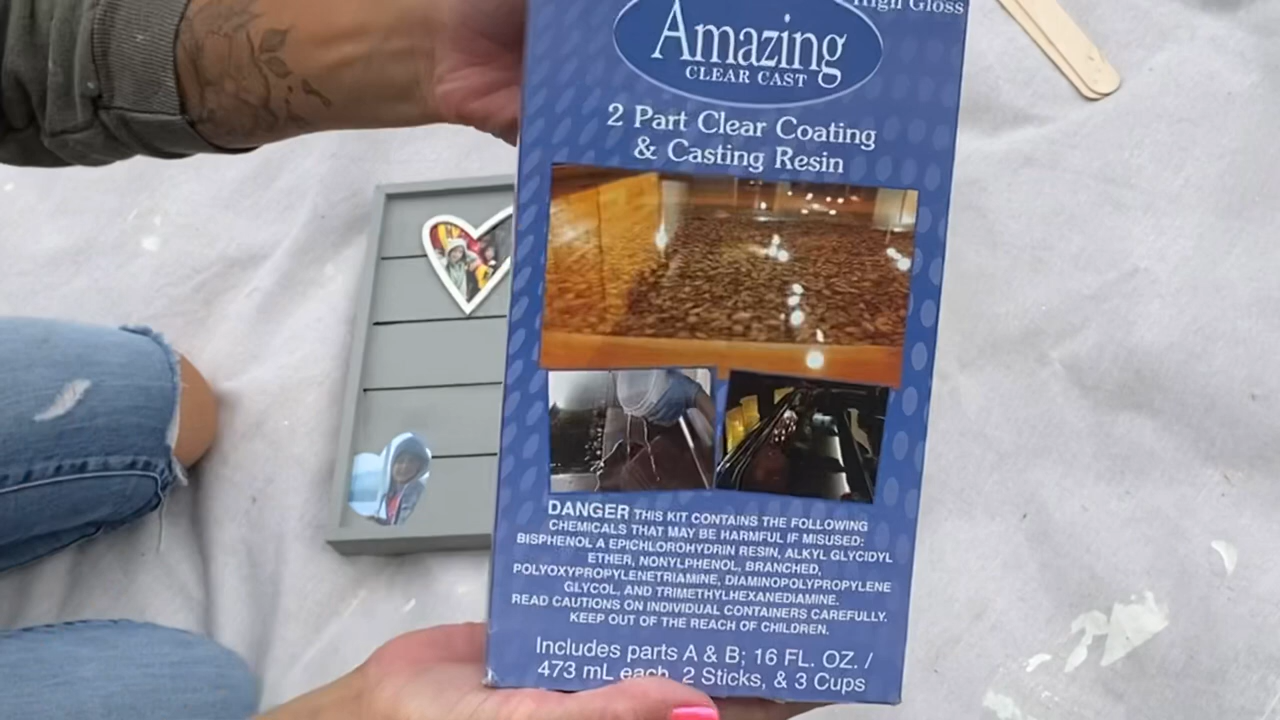 High Gloss
Amazing
CLEAR CAST
2 Part Clear Coating
& Casting Resin
DANGER THIS KIT CONTAINS THE FOLLOWING
CHEMICALS THAT MAY BE HARMFUL IF MISUSED:
BISPHENOL A EPICHLOROHYDRIN RESIN, ALKYL GLYCIDYL
ETHER, NONYLPHENOL, BRANCHED,
POLYOXYPROPYLENETRIAMINE, DIAMINOPOLYPROPYLENE
GLYCOL, AND TRIMETHYLHEXANEDIAMINE.
READ CAUTIONS ON INDIVIDUAL CONTAINERS CAREFULLY.
KEEP OUT OF THE REACH OF CHILDREN.
Includes parts A & B; 16 FL. OZ. /
473 mL each, 2 Sticks, & 3 Cups